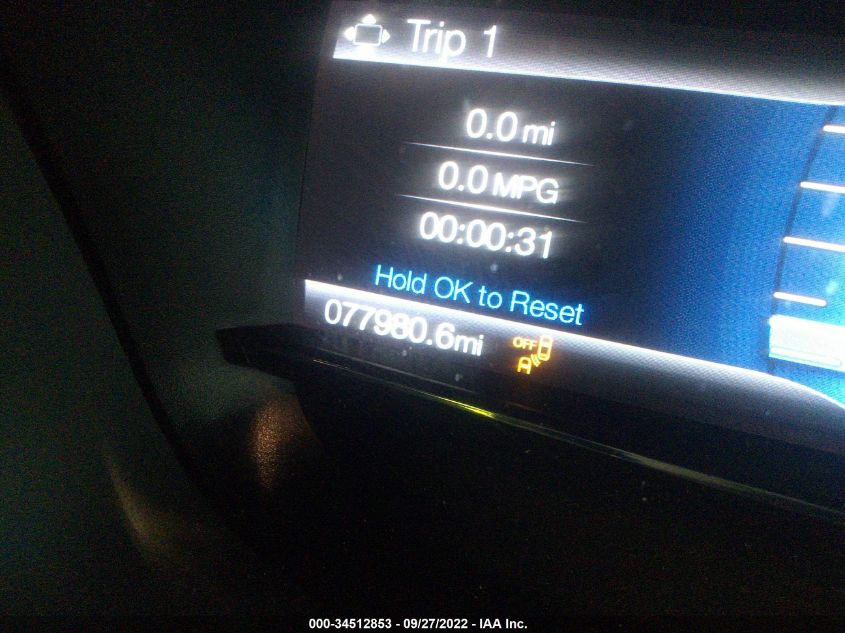 Trip 1
0.0 mi
0.0 MPG
00:00:31
Hold OK to Reset
077980.6mi
OFF
A
000-34512853 - 09/27/2022 - IAA Inc.